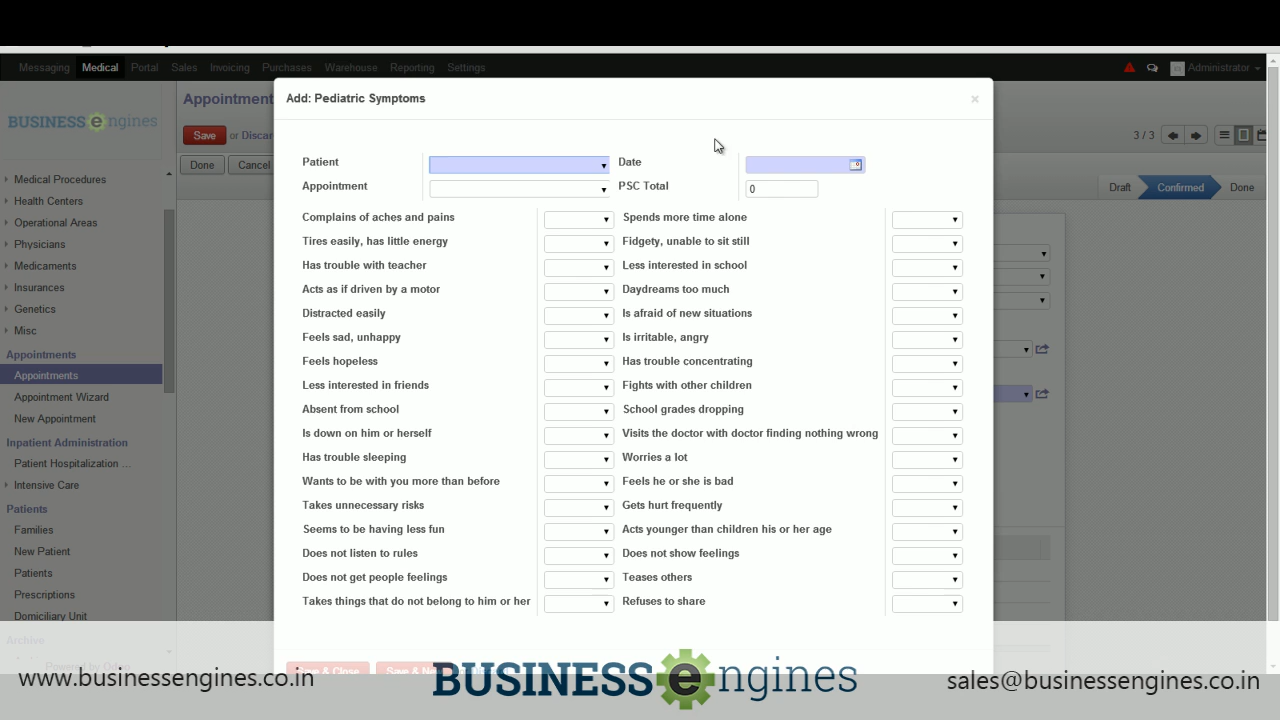 Messaging Medical Portal Sales Invoicing Purchases Warehouse Reporting Settings Administrator
Add: Pediatric Symptoms ×
Appointment
BUSINESS engines
Save or Discar
3 / 3
Done Cancel
Draft Confirmed Done
Medical Procedures
Health Centers
Operational Areas
Physicians
Medicaments
Insurances
Genetics
Misc
Appointments
Appointments
Appointment Wizard
New Appointment
Inpatient Administration
Patient Hospitalization ...
Intensive Care
Patients
Families
New Patient
Patients
Prescriptions
Domiciliary Unit
Archive
Powered by Odoo
Patient Date
Appointment PSC Total 0
Complains of aches and pains Spends more time alone
Tires easily, has little energy Fidgety, unable to sit still
Has trouble with teacher Less interested in school
Acts as if driven by a motor Daydreams too much
Distracted easily Is afraid of new situations
Feels sad, unhappy Is irritable, angry
Feels hopeless Has trouble concentrating
Less interested in friends Fights with other children
Absent from school School grades dropping
Is down on him or herself Visits the doctor with doctor finding nothing wrong
Has trouble sleeping Worries a lot
Wants to be with you more than before Feels he or she is bad
Takes unnecessary risks Gets hurt frequently
Seems to be having less fun Acts younger than children his or her age
Does not listen to rules Does not show feelings
Does not get people feelings Teases others
Takes things that do not belong to him or her Refuses to share
Save & Close Save & New
www.businessengines.co.in BUSINESS engines sales@businessengines.co.in